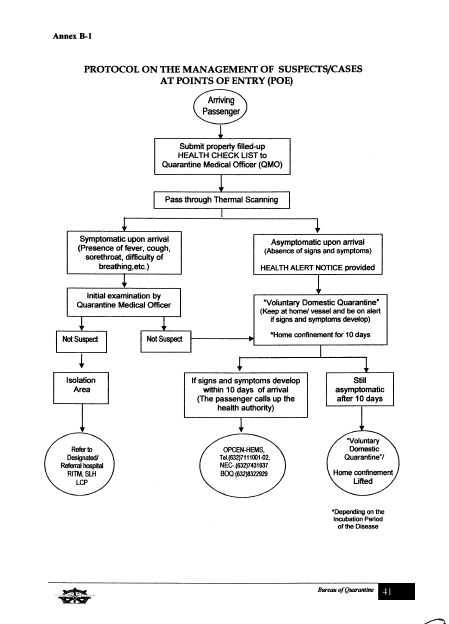 Annex B-1
PROTOCOL ON THE MANAGEMENT OF SUSPECTS/CASES
AT POINTS OF ENTRY (POE)
Arriving
Passenger
Submit properly filled-up
HEALTH CHECK LIST to
Quarantine Medical Officer (QMO)
Pass through Thermal Scanning
Symptomatic upon arrival
(Presence of fever, cough,
sorethroat, difficulty of
breathing,etc.)
Asymptomatic upon arrival
(Absence of signs and symptoms)
HEALTH ALERT NOTICE provided
Initial examination by
Quarantine Medical Officer
"Voluntary Domestic Quarantine"
(Keep at home/ vessel and be on alert
if signs and symptoms develop)
*Home confinement for 10 days
Not Suspect
Not Suspect
Isolation
Area
If signs and symptoms develop
within 10 days of arrival
(The passenger calls up the
health authority)
Still
asymptomatic
after 10 days
Refer to
Designated/
Referral hospital
RITM, SLH
LCP
OPCEN-HEMS,
Tel.(632)7111001-02,
NEC-.(632)7431937
BOQ (632)8322929
"Voluntary
Domestic
Quarantine"/
Home confinement
Lifted
*Depending on the
Incubation Period
of the Disease
Bureau of Quarantine 41